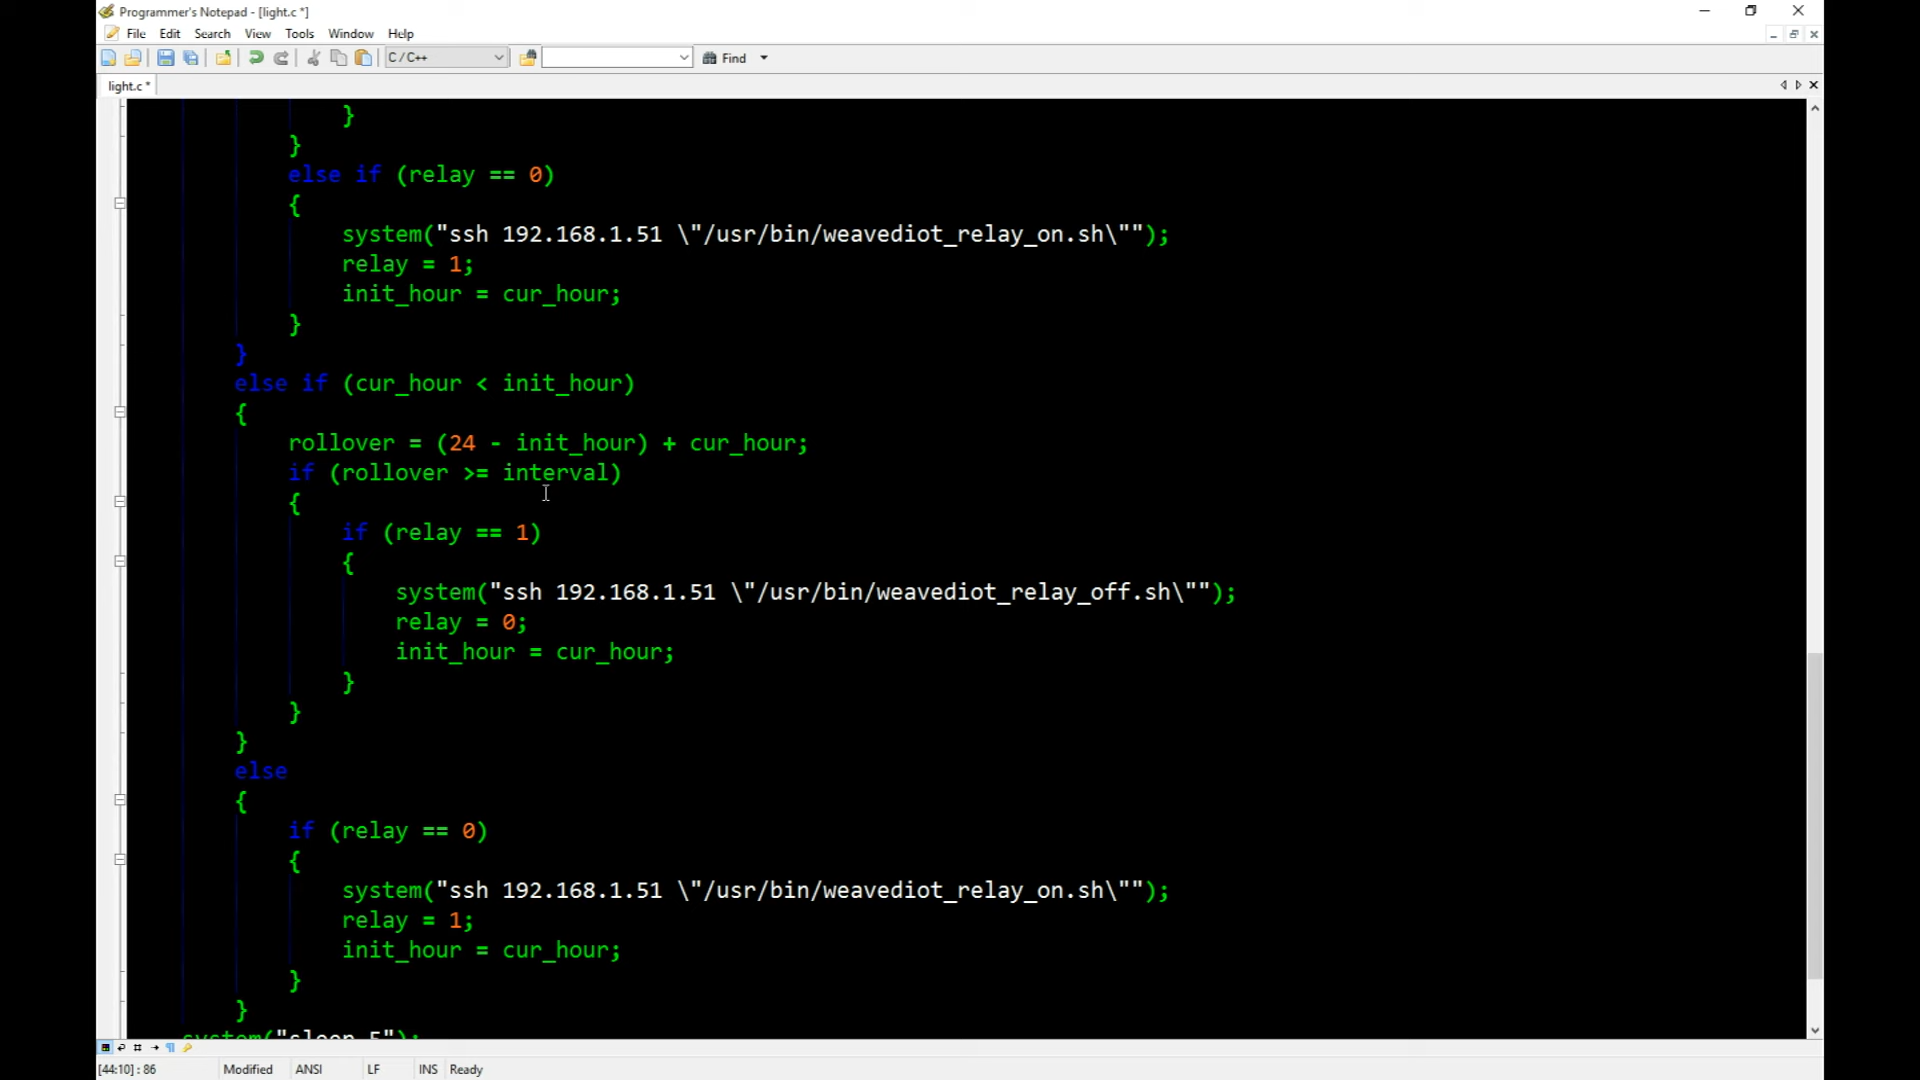 Programmer's Notepad - [light.c *]
File Edit Search View Tools Window Help
C/C++ Find
light.c *
}
}
else if (relay == 0)
{
system("ssh 192.168.1.51 \"/usr/bin/weavediot_relay_on.sh\"");
relay = 1;
init_hour = cur_hour;
}
}
else if (cur_hour < init_hour)
{
rollover = (24 - init_hour) + cur_hour;
if (rollover >= interval)
{
if (relay == 1)
{
system("ssh 192.168.1.51 \"/usr/bin/weavediot_relay_off.sh\"");
relay = 0;
init_hour = cur_hour;
}
}
}
else
{
if (relay == 0)
{
system("ssh 192.168.1.51 \"/usr/bin/weavediot_relay_on.sh\"");
relay = 1;
init_hour = cur_hour;
}
}
system("sleep 5");
[44:10] : 86 Modified ANSI LF INS Ready